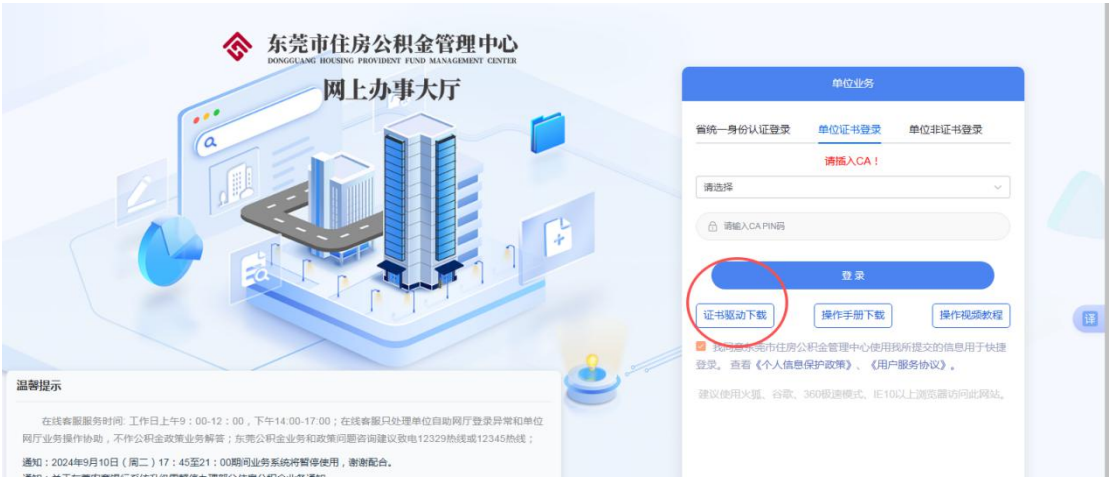 东莞市住房公积金管理中心
DONGGUANG HOUSING PROVIDENT FUND MANAGEMENT CENTER
网上办事大厅
单位业务
省统一身份认证登录 单位证书登录 单位非证书登录
请插入CA！
请选择
请输入CA PIN码
登录
证书驱动下载 操作手册下载 操作视频教程
我同意东莞市住房公积金管理中心使用我所提交的信息用于快捷
登录。 查看《个人信息保护政策》、《用户服务协议》。
建议使用火狐、谷歌、360极速模式、IE10以上浏览器访问此网站。
译
温馨提示
在线客服服务时间: 工作日上午9：00-12：00，下午14:00-17:00；在线客服只处理单位自助网厅登录异常和单位
网厅业务操作协助，不作公积金政策业务解答；东莞公积金业务和政策问题咨询建议致电12329热线或12345热线；
通知：2024年9月10日（周二）17：45至21：00期间业务系统将暂停使用，谢谢配合。